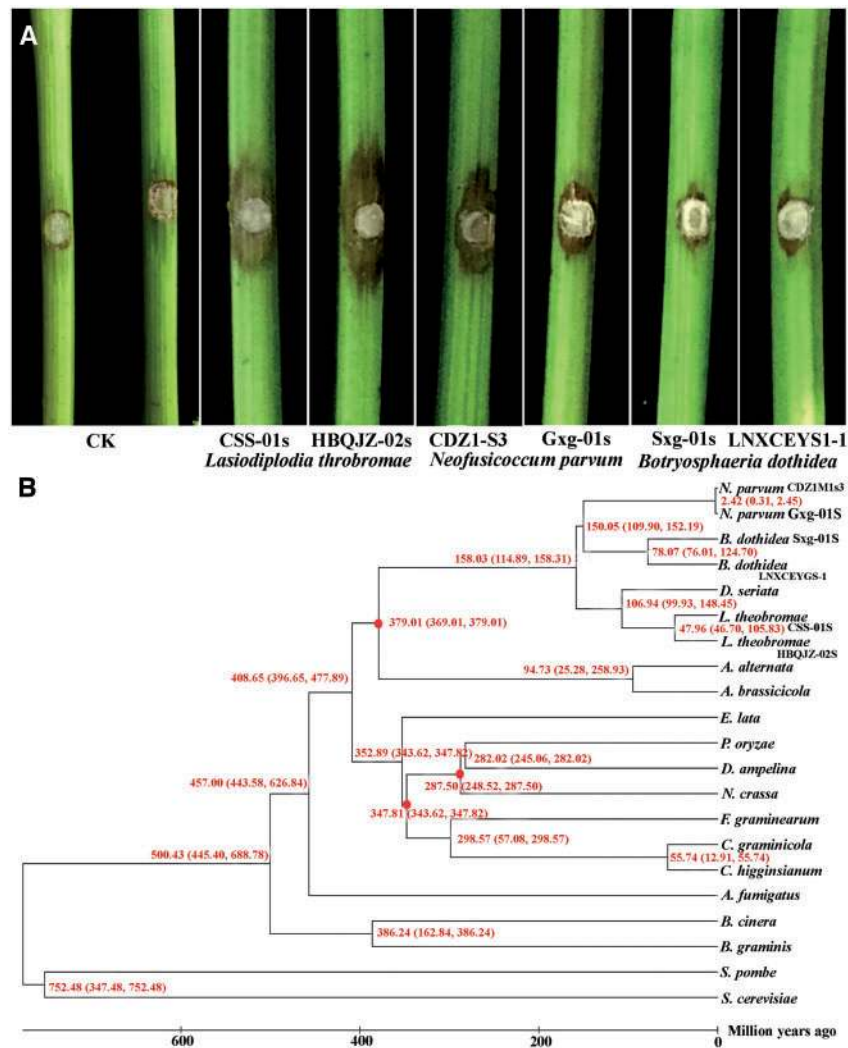 A
CK
CSS-01s HBQJZ-02s CDZ1-S3 Gxg-01s Sxg-01s LNXCEYS1-1
Lasiodiplodia throbromae Neofusicoccum parvum Botryosphaeria dothidea
B
N. parvum CDZ1M1s3
2.42 (0.31, 2.45)
N. parvum Gxg-01S
150.05 (109.90, 152.19)
B. dothidea Sxg-01S
78.07 (76.01, 124.70)
158.03 (114.89, 158.31)
B. dothidea
LNXCEYGS-1
D. seriata
106.94 (99.93, 148.45)
L. theobromae
379.01 (369.01, 379.01)
47.96 (46.70, 105.83) CSS-01S
L. theobromae
HBQJZ-02S
A. alternata
94.73 (25.28, 258.93)
408.65 (396.65, 477.89)
A. brassicicola
E. lata
P. oryzae
352.89 (343.62, 347.82)
282.02 (245.06, 282.02)
D. ampelina
457.00 (443.58, 626.84)
287.50 (248.52, 287.50)
N. crassa
347.81 (343.62, 347.82)
F. graminearum
298.57 (57.08, 298.57)
C. graminicola
500.43 (445.40, 688.78)
55.74 (12.91, 55.74)
C. higginsianum
A. fumigatus
B. cinera
386.24 (162.84, 386.24)
B. graminis
S. pombe
752.48 (347.48, 752.48)
S. cerevisiae
Million years ago
600 400 200 0